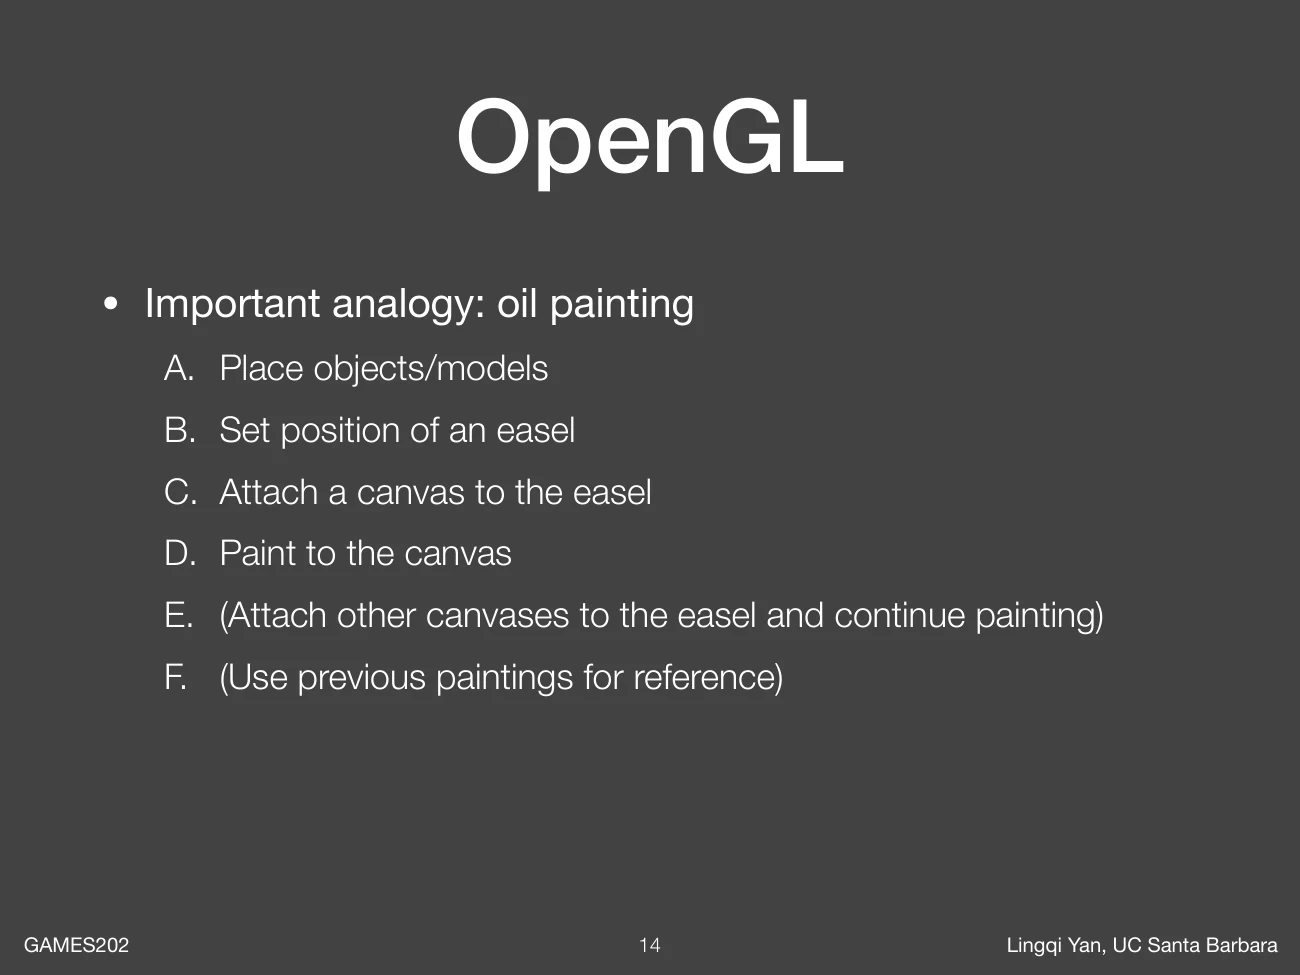 OpenGL
• Important analogy: oil painting
A. Place objects/models
B. Set position of an easel
C. Attach a canvas to the easel
D. Paint to the canvas
E. (Attach other canvases to the easel and continue painting)
F. (Use previous paintings for reference)
GAMES202
14
Lingqi Yan, UC Santa Barbara